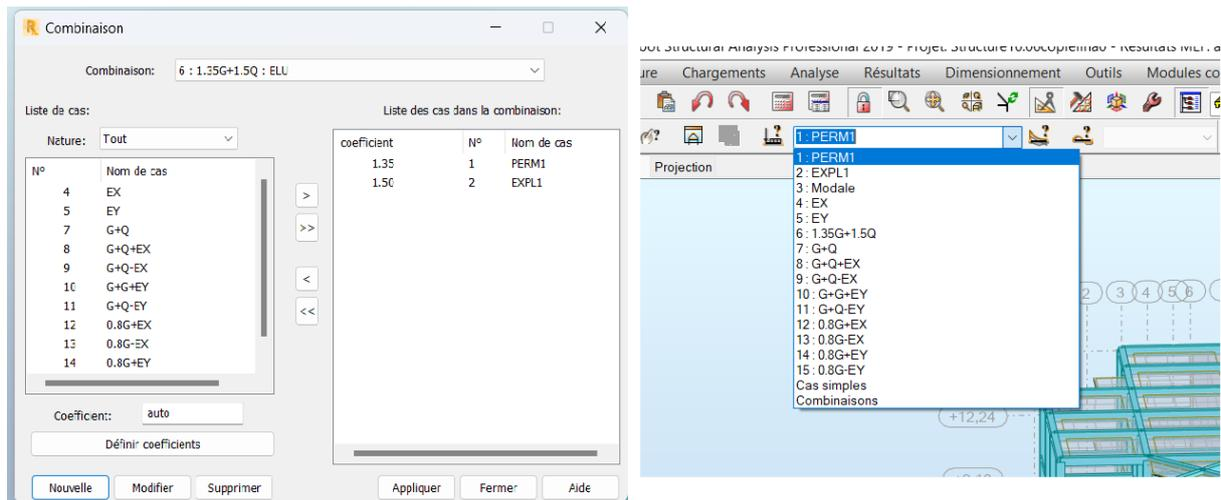 Combinaison
Combinaison: 6 : 1.35G+1.5Q : ELU
Liste de cas:
Nature: Tout
N° Nom de cas
4 EX
5 EY
7 G+Q
8 G+Q+EX
9 G+Q-EX
10 G+G+EY
11 G+Q-EY
12 0.8G+EX
13 0.8G-EX
14 0.8G+EY
Coefficient: auto
Définir coefficients
Nouvelle Modifier Supprimer
>
>>
<
<<
Liste des cas dans la combinaison:
coefficient N° Nom de cas
1.35 1 PERM1
1.50 2 EXPL1
Appliquer Fermer Aide
Structural Analysis Professional 2019 - Projet: Résultats MEF: a
ure Chargements Analyse Résultats Dimensionnement Outils Modules co
1: PERM1
Projection
1: PERM1
2 : EXPL1
3 : Modale
4 : EX
5 : EY
6 : 1.35G+1.5Q
7 : G+Q
8 : G+Q+EX
9 : G+Q-EX
10 : G+G+EY
11 : G+Q-EY
12 : 0.8G+EX
13 : 0.8G-EX
14 : 0.8G+EY
15 : 0.8G-EY
Cas simples
Combinaisons
2 3 4 5 6
+12,24